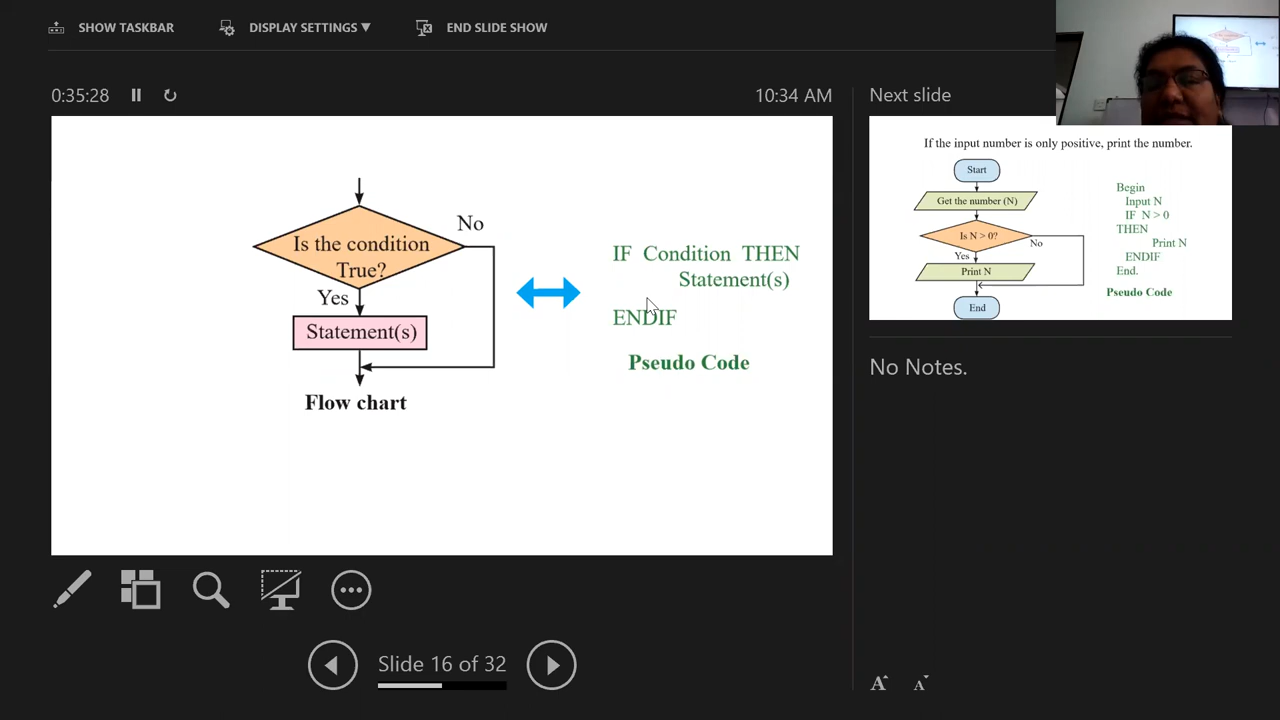 SHOW TASKBAR
DISPLAY SETTINGS ▼
END SLIDE SHOW
0:35:28
10:34 AM
Is the condition
True?
No
Yes
Statement(s)
Flow chart
IF Condition THEN
Statement(s)
ENDIF
Pseudo Code
Slide 16 of 32
Next slide
If the input number is only positive, print the number.
Start
Get the number (N)
Is N > 0?
No
Yes
Print N
End
Begin
Input N
IF N > 0
THEN
Print N
ENDIF
End.
Pseudo Code
No Notes.
A A